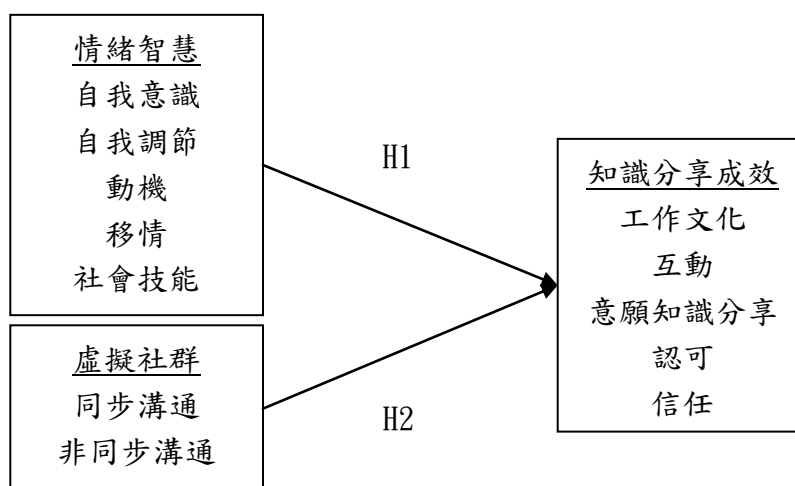 情緒智慧
自我意識
自我調節
動機
移情
社會技能
H1
知識分享成效
工作文化
互動
意願知識分享
認可
信任
虛擬社群
同步溝通
非同步溝通
H2